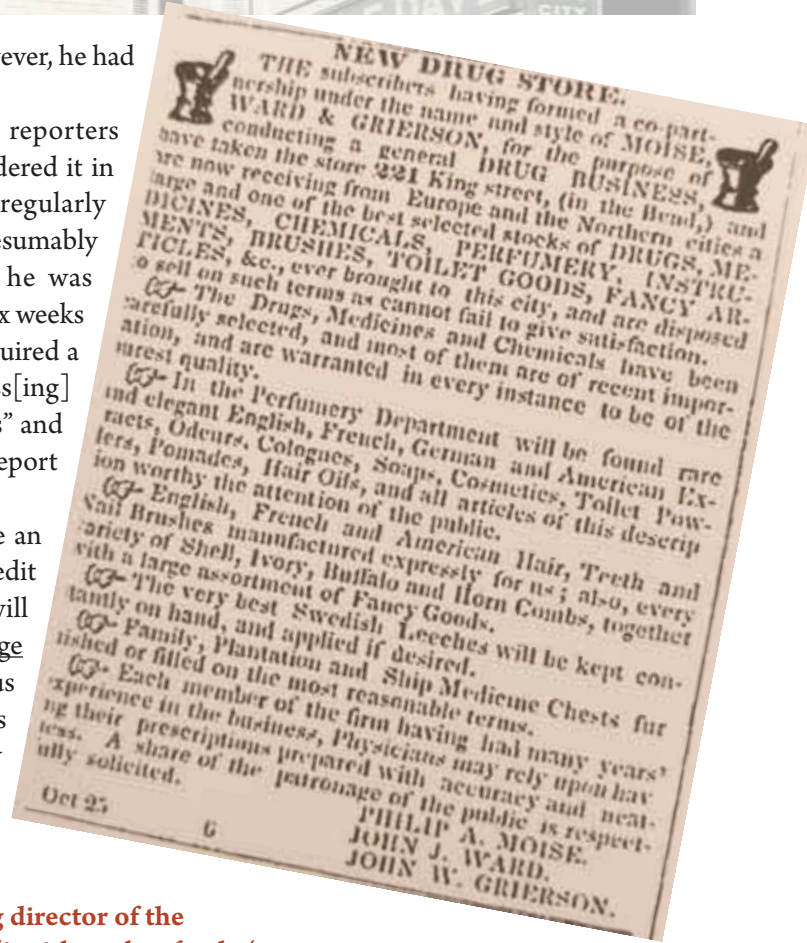 CITY
ever, he had
reporters
dered it in
regularly
esumably
he was
x weeks
uired a
ss[ing]
s” and
eport
e an
edit
will
ge
us
s
NEW DRUG STORE.
THE subscribers having formed a co-part-
nership under the name and style of MOISE,
WARD & GRIERSON, for the purpose of
conducting a general DRUG BUSINESS,
have taken the store 221 King street, (in the Bend,) and
are now receiving from Europe and the Northern cities a
large and one of the best selected stocks of DRUGS, ME-
DICINES, CHEMICALS, PERFUMERY, INSTRU-
MENTS, BRUSHES, TOILET GOODS, FANCY AR-
TICLES, &c., ever brought to this city, and are disposed
o sell on such terms as cannot fail to give satisfaction.
The Drugs, Medicines and Chemicals have been
carefully selected, and most of them are of recent impor-
ation, and are warranted in every instance to be of the
purest quality.
In the Perfumery Department will be found rare
and elegant English, French, German and American Ex-
racts, Odeurs, Colognes, Soaps, Cosmetics, Toilet Pow-
lers, Pomades, Hair Oils, and all articles of this descrip
ion worthy the attention of the public.
English, French and American Hair, Teeth and
Nail Brushes manufactured expressly for us; also, every
variety of Shell, Ivory, Buffalo and Horn Combs, together
with a large assortment of Fancy Goods.
The very best Swedish Leeches will be kept con-
tantly on hand, and applied if desired.
Family, Plantation and Ship Medicine Chests fur
nished or filled on the most reasonable terms.
Each member of the firm having had many years'
experience in the business, Physicians may rely upon hav
ng their prescriptions prepared with accuracy and neat-
ness. A share of the patronage of the public is respect-
ully solicited.
PHILIP A. MOISE.
JOHN J. WARD.
JOHN W. GRIERSON.
Oct 25 6
g director of the